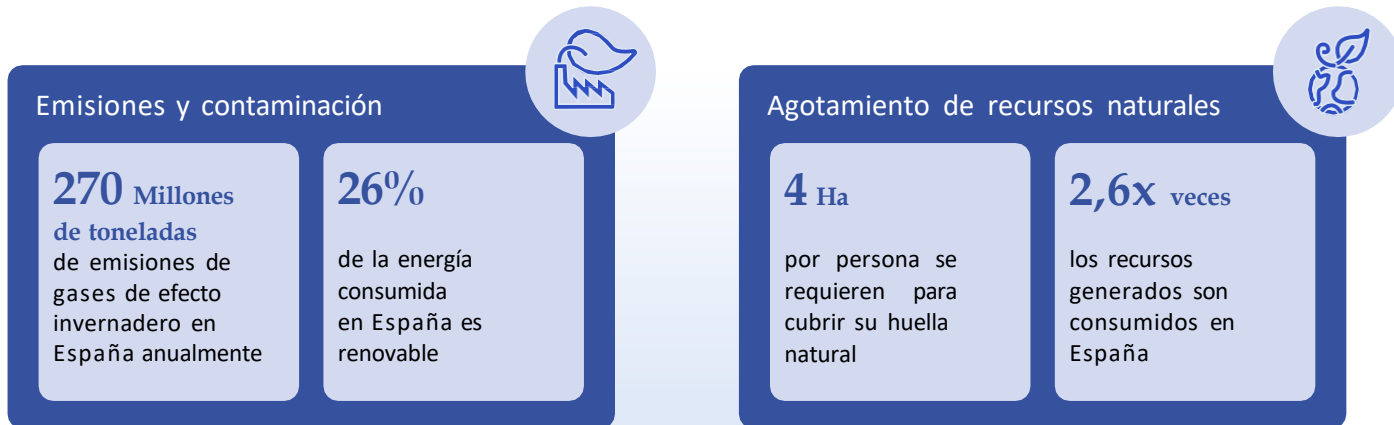 Emisiones y contaminación
270 Millones
de toneladas
de emisiones de
gases de efecto
invernadero en
España anualmente
26%
de la energía
consumida
en España es
renovable
Agotamiento de recursos naturales
4 Ha
por persona se
requieren para
cubrir su huella
natural
2,6x veces
los recursos
generados son
consumidos en
España